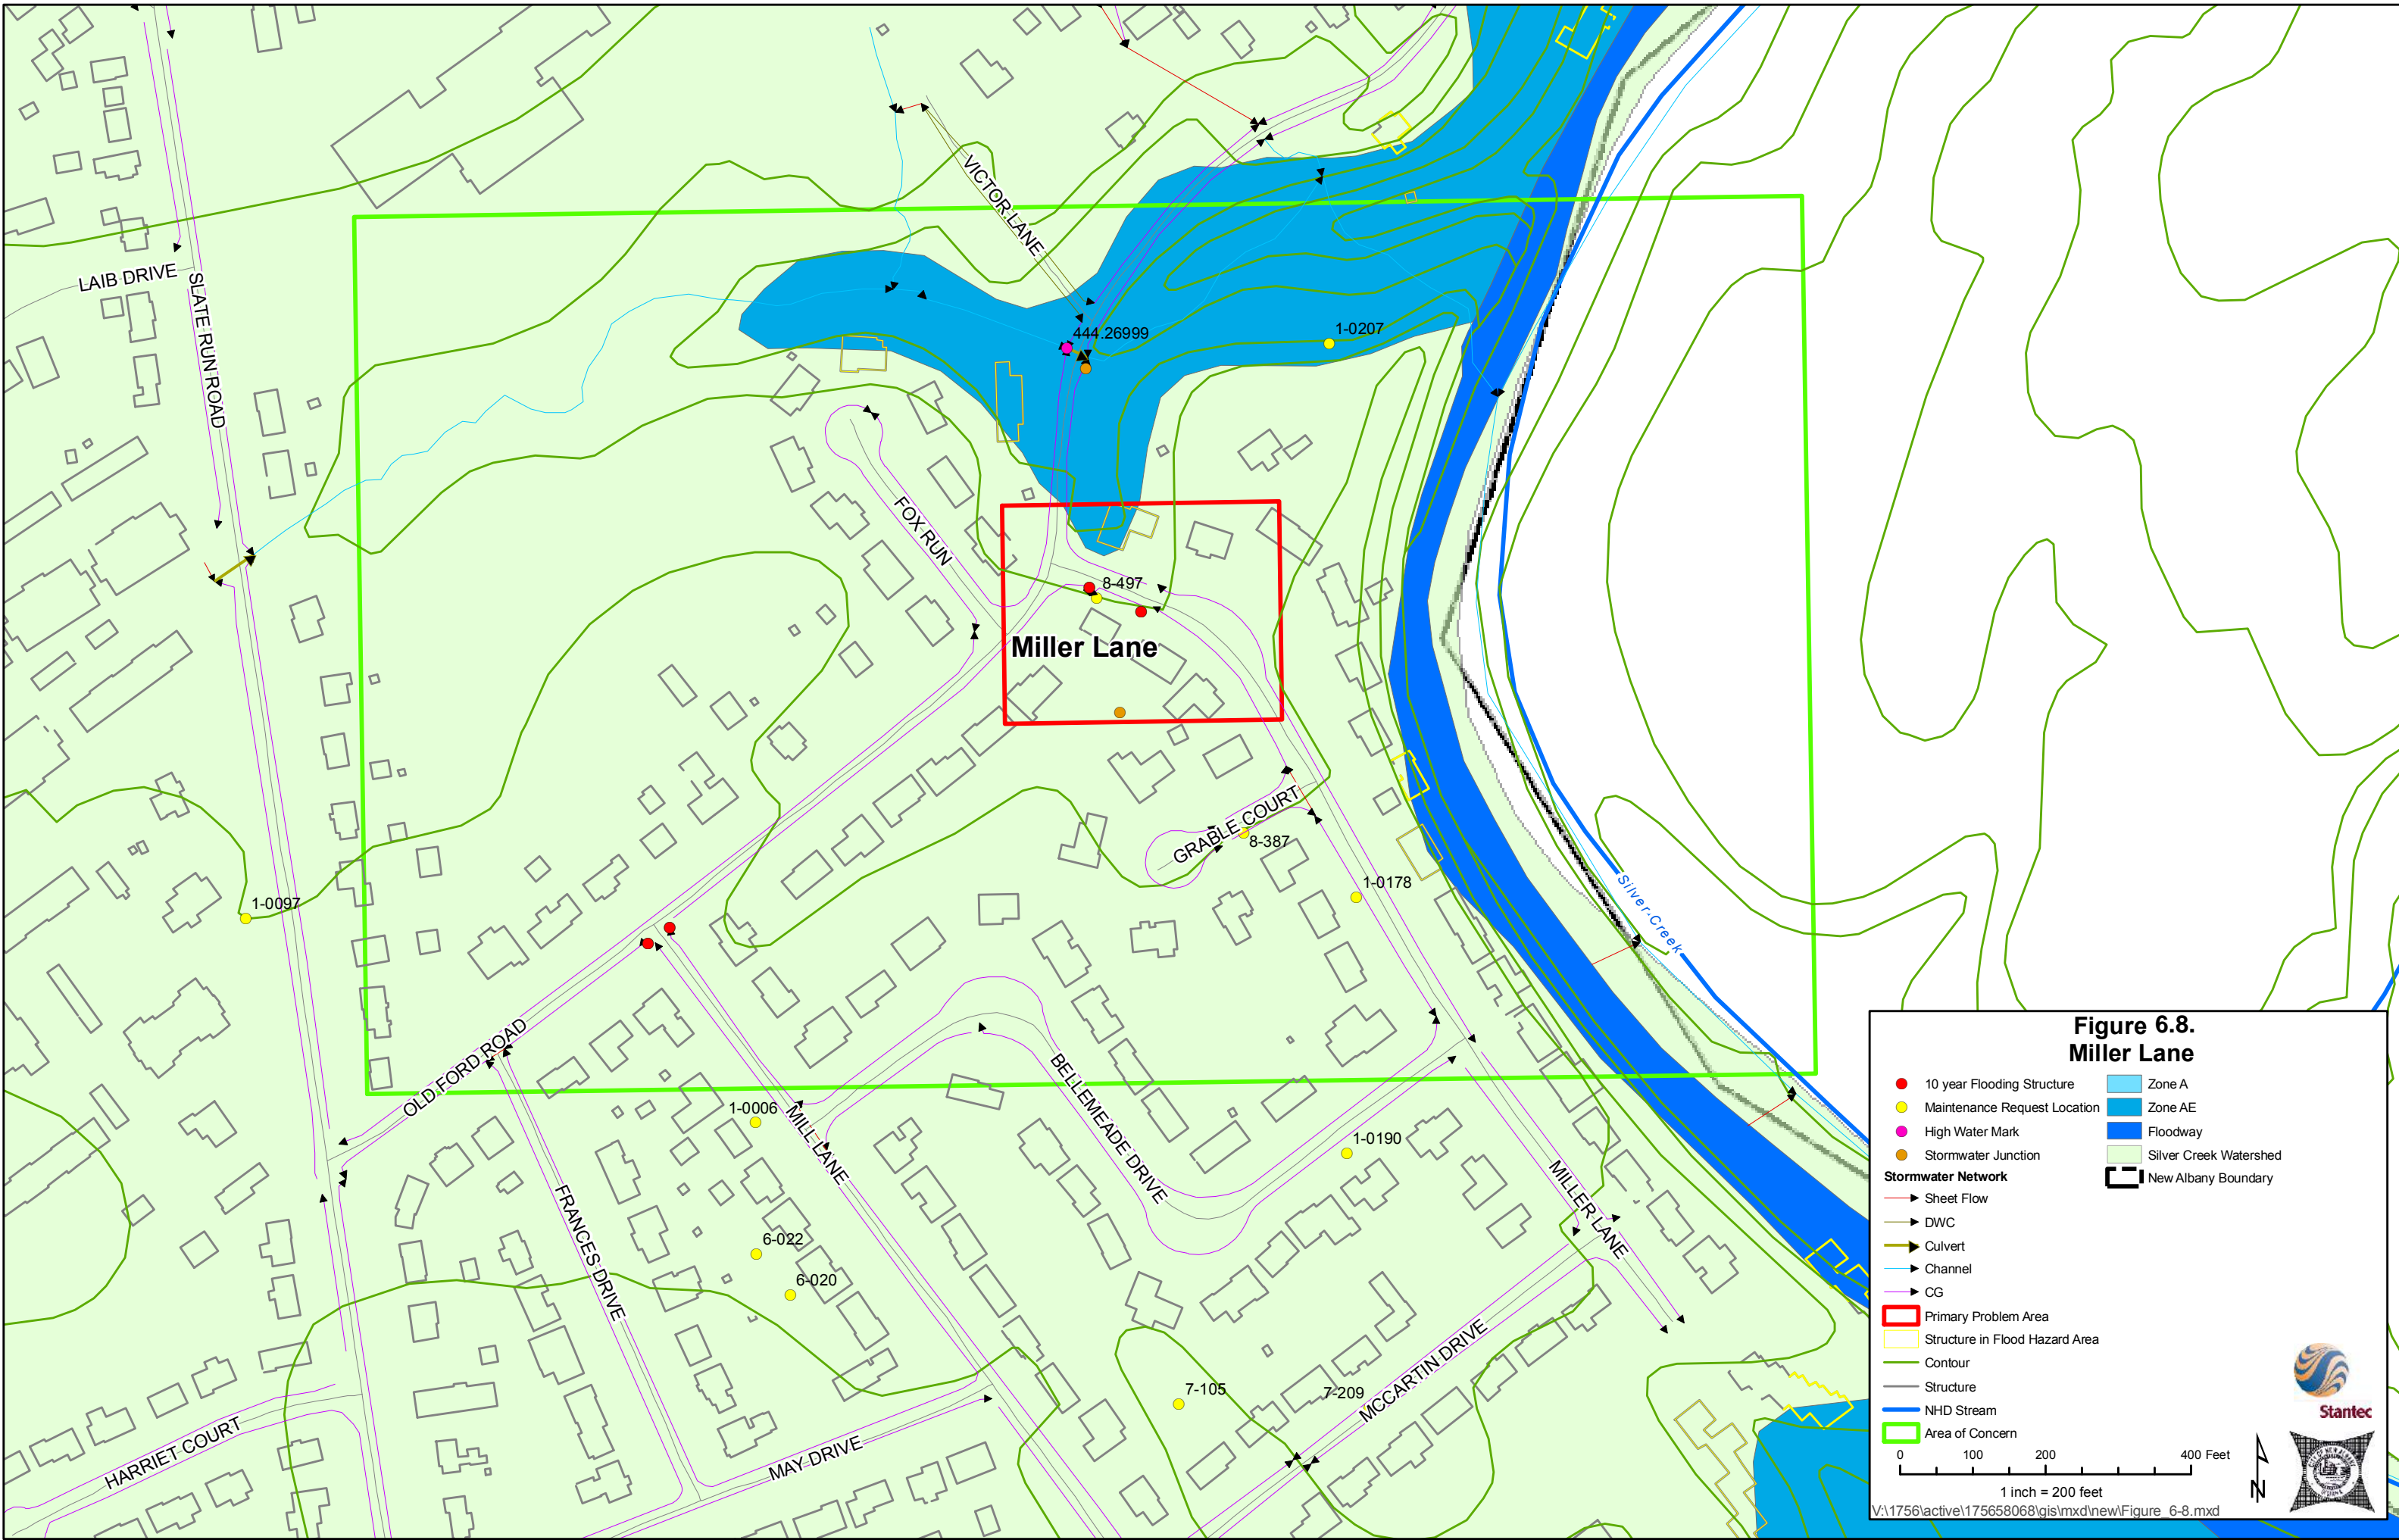 VICTOR LANE
LAIB DRIVE
SLATE RUN ROAD
444.26999
1-0207
FOX RUN
8-497
Miller Lane
GRABLE COURT
8-387
1-0178
1-0097
Silver Creek
OLD FORD ROAD
BELLEMEADE DRIVE
1-0006
MILL LANE
1-0190
FRANCES DRIVE
MILLER LANE
6-022
6-020
7-105
7-209
MCCARTIN DRIVE
HARRIET COURT
MAY DRIVE
Figure 6.8.
Miller Lane
10 year Flooding Structure
Maintenance Request Location
High Water Mark
Stormwater Junction
Stormwater Network
Sheet Flow
DWC
Culvert
Channel
CG
Primary Problem Area
Structure in Flood Hazard Area
Contour
Structure
NHD Stream
Area of Concern
Zone A
Zone AE
Floodway
Silver Creek Watershed
New Albany Boundary
Stantec
0 100 200 400 Feet
1 inch = 200 feet
N
V:\1756\active\175658068\gis\mxd\new\Figure_6-8.mxd